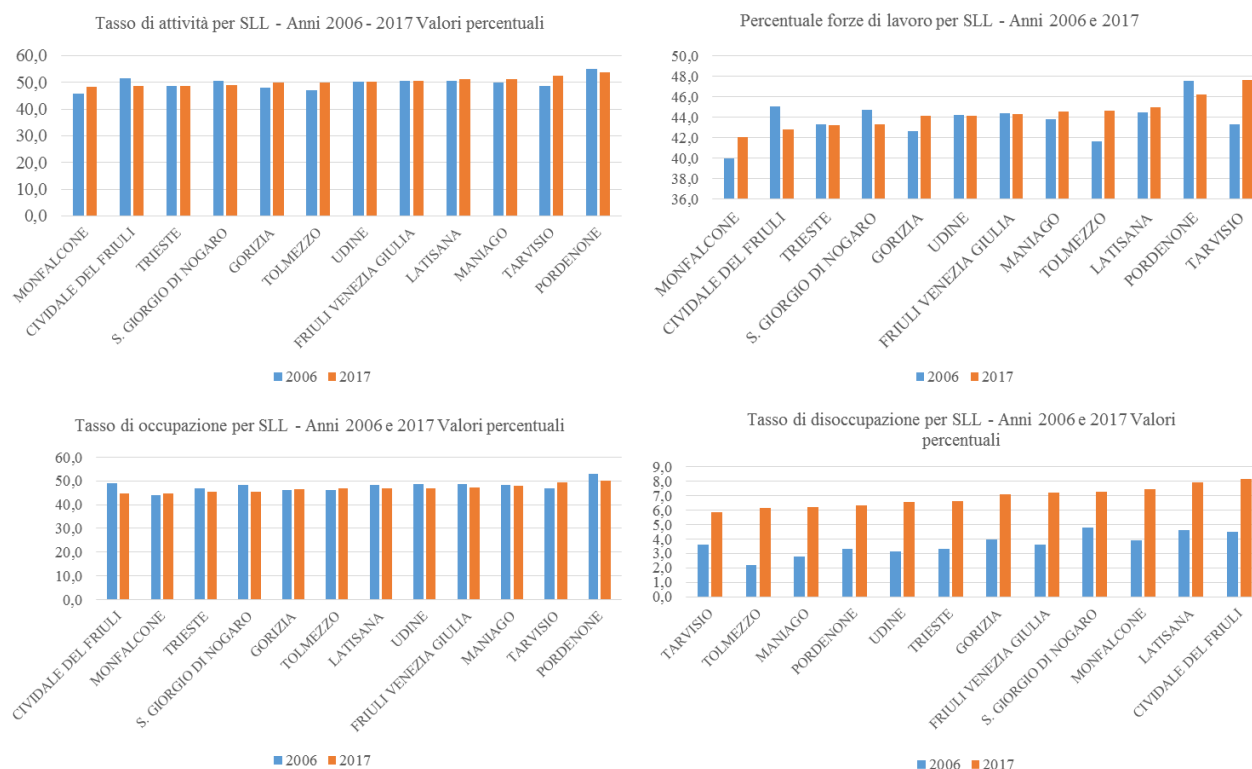 Tasso di attività per SLL - Anni 2006 - 2017 Valori percentuali
60,0
50,0
40,0
30,0
20,0
10,0
0,0
MONFALCONE
CIVIDALE DEL FRIULI
TRIESTE
S. GIORGIO DI NOGARO
GORIZIA
TOLMEZZO
UDINE
FRIULI VENEZIA GIULIA
LATISANA
MANIAGO
TARVISIO
PORDENONE
2006 2017
Percentuale forze di lavoro per SLL - Anni 2006 e 2017
50,0
48,0
46,0
44,0
42,0
40,0
38,0
36,0
MONFALCONE
CIVIDALE DEL FRIULI
TRIESTE
S. GIORGIO DI NOGARO
GORIZIA
UDINE
FRIULI VENEZIA GIULIA
MANIAGO
TOLMEZZO
LATISANA
PORDENONE
TARVISIO
2006 2017
Tasso di occupazione per SLL - Anni 2006 e 2017 Valori percentuali
60,0
50,0
40,0
30,0
20,0
10,0
0,0
CIVIDALE DEL FRIULI
MONFALCONE
TRIESTE
S. GIORGIO DI NOGARO
GORIZIA
TOLMEZZO
LATISANA
UDINE
FRIULI VENEZIA GIULIA
MANIAGO
TARVISIO
PORDENONE
2006 2017
Tasso di disoccupazione per SLL - Anni 2006 e 2017 Valori
percentuali
9,0
8,0
7,0
6,0
5,0
4,0
3,0
2,0
1,0
0,0
TARVISIO
TOLMEZZO
MANIAGO
PORDENONE
UDINE
TRIESTE
GORIZIA
FRIULI VENEZIA GIULIA
S. GIORGIO DI NOGARO
MONFALCONE
LATISANA
CIVIDALE DEL FRIULI
2006 2017